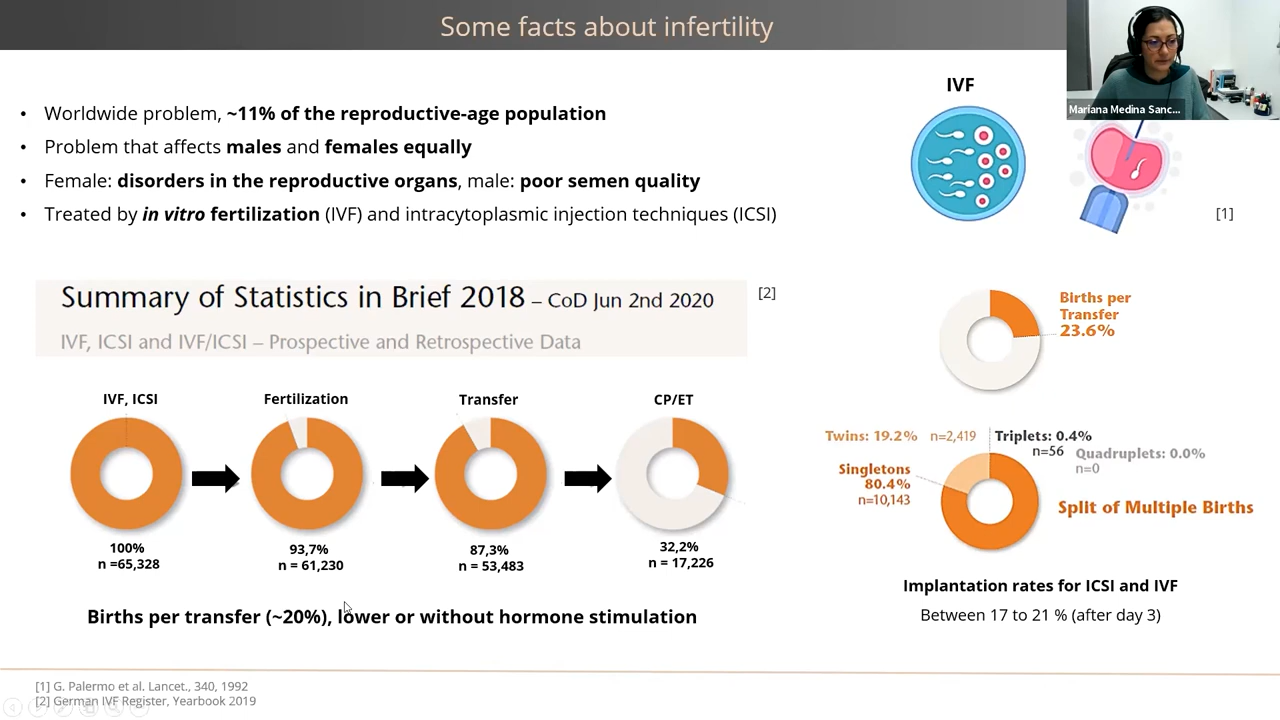 Some facts about infertility
Mariana Medina Sanc...
• Worldwide problem, ~11% of the reproductive-age population
• Problem that affects males and females equally
• Female: disorders in the reproductive organs, male: poor semen quality
• Treated by in vitro fertilization (IVF) and intracytoplasmic injection techniques (ICSI)
IVF
[1]
Summary of Statistics in Brief 2018 – CoD Jun 2nd 2020
IVF, ICSI and IVF/ICSI – Prospective and Retrospective Data
[2]
IVF, ICSI
100%
n =65,328
Fertilization
93,7%
n = 61,230
Transfer
87,3%
n = 53,483
CP/ET
32,2%
n = 17,226
Births per transfer (~20%), lower or without hormone stimulation
Births per
Transfer
23.6%
Twins: 19.2% n=2,419
Triplets: 0.4%
n=56
Quadruplets: 0.0%
n=0
Singletons
80.4%
n=10,143
Split of Multiple Births
Implantation rates for ICSI and IVF
Between 17 to 21 % (after day 3)
[1] G. Palermo et al. Lancet., 340, 1992
[2] German IVF Register, Yearbook 2019